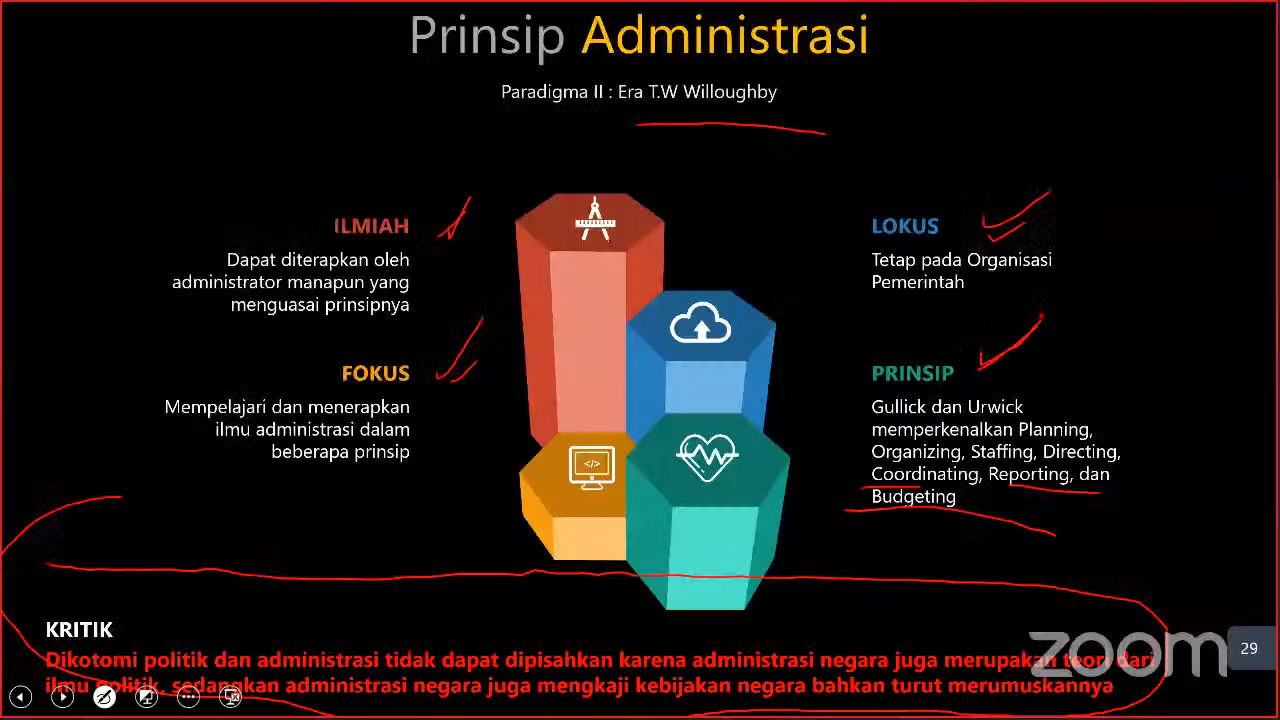 Prinsip Administrasi
Paradigma II : Era T.W Willoughby
ILMIAH
Dapat diterapkan oleh
administrator manapun yang
menguasai prinsipnya
FOKUS
Mempelajari dan menerapkan
ilmu administrasi dalam
beberapa prinsip
LOKUS
Tetap pada Organisasi
Pemerintah
PRINSIP
Gullick dan Urwick
memperkenalkan Planning,
Organizing, Staffing, Directing,
Coordinating, Reporting, dan
Budgeting
</>
KRITIK
Dikotomi politik dan administrasi tidak dapat dipisahkan karena administrasi negara juga merupakan teori dari
ilmu politik, sedangkan administrasi negara juga mengkaji kebijakan negara bahkan turut merumuskannya
zoom
29